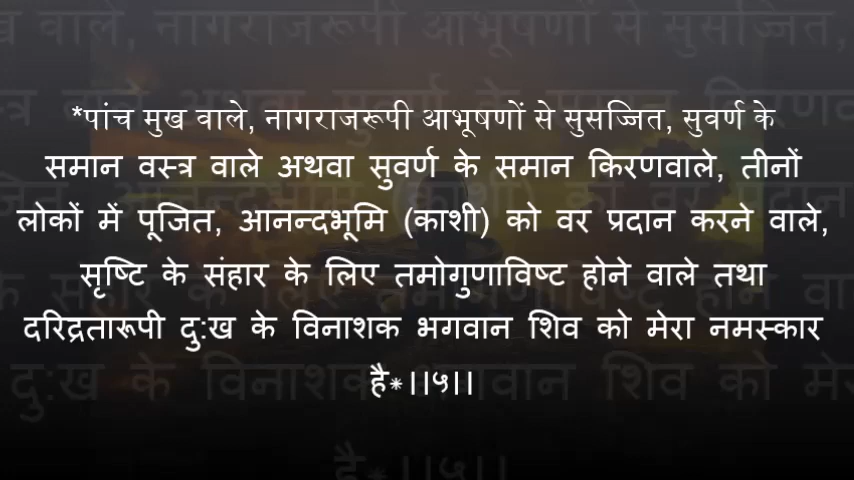 *पांच मुख वाले, नागराजरूपी आभूषणों से सुसज्जित, सुवर्ण के
समान वस्त्र वाले अथवा सुवर्ण के समान किरणवाले, तीनों
लोकों में पूजित, आनन्दभूमि (काशी) को वर प्रदान करने वाले,
सृष्टि के संहार के लिए तमोगुणाविष्ट होने वाले तथा
दरिद्रतारूपी दु:ख के विनाशक भगवान शिव को मेरा नमस्कार
है*।।५।।